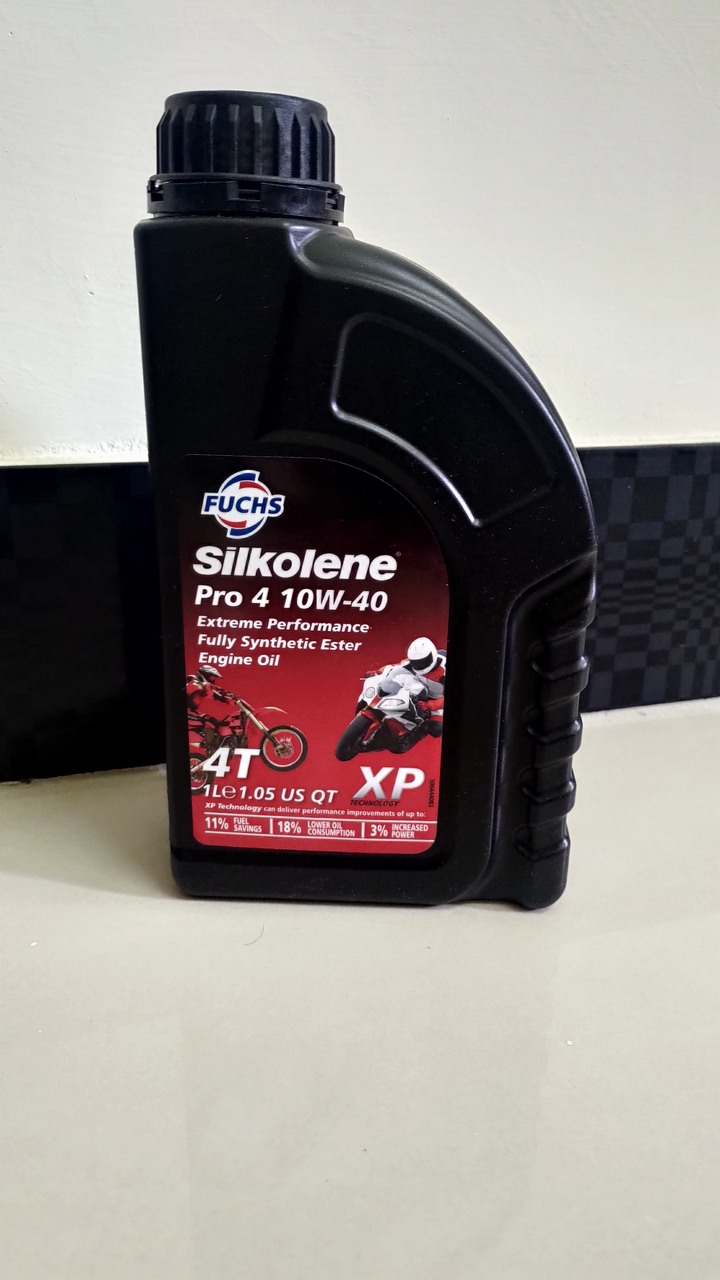 FUCHS
Silkolene®
Pro 4 10W-40
Extreme Performance
Fully Synthetic Ester
Engine Oil
4T
1L℮1.05 US QT
XP
TECHNOLOGY
XP Technology can deliver performance improvements of up to:
11% FUEL SAVINGS
18% LOWER OIL CONSUMPTION
3% INCREASED POWER